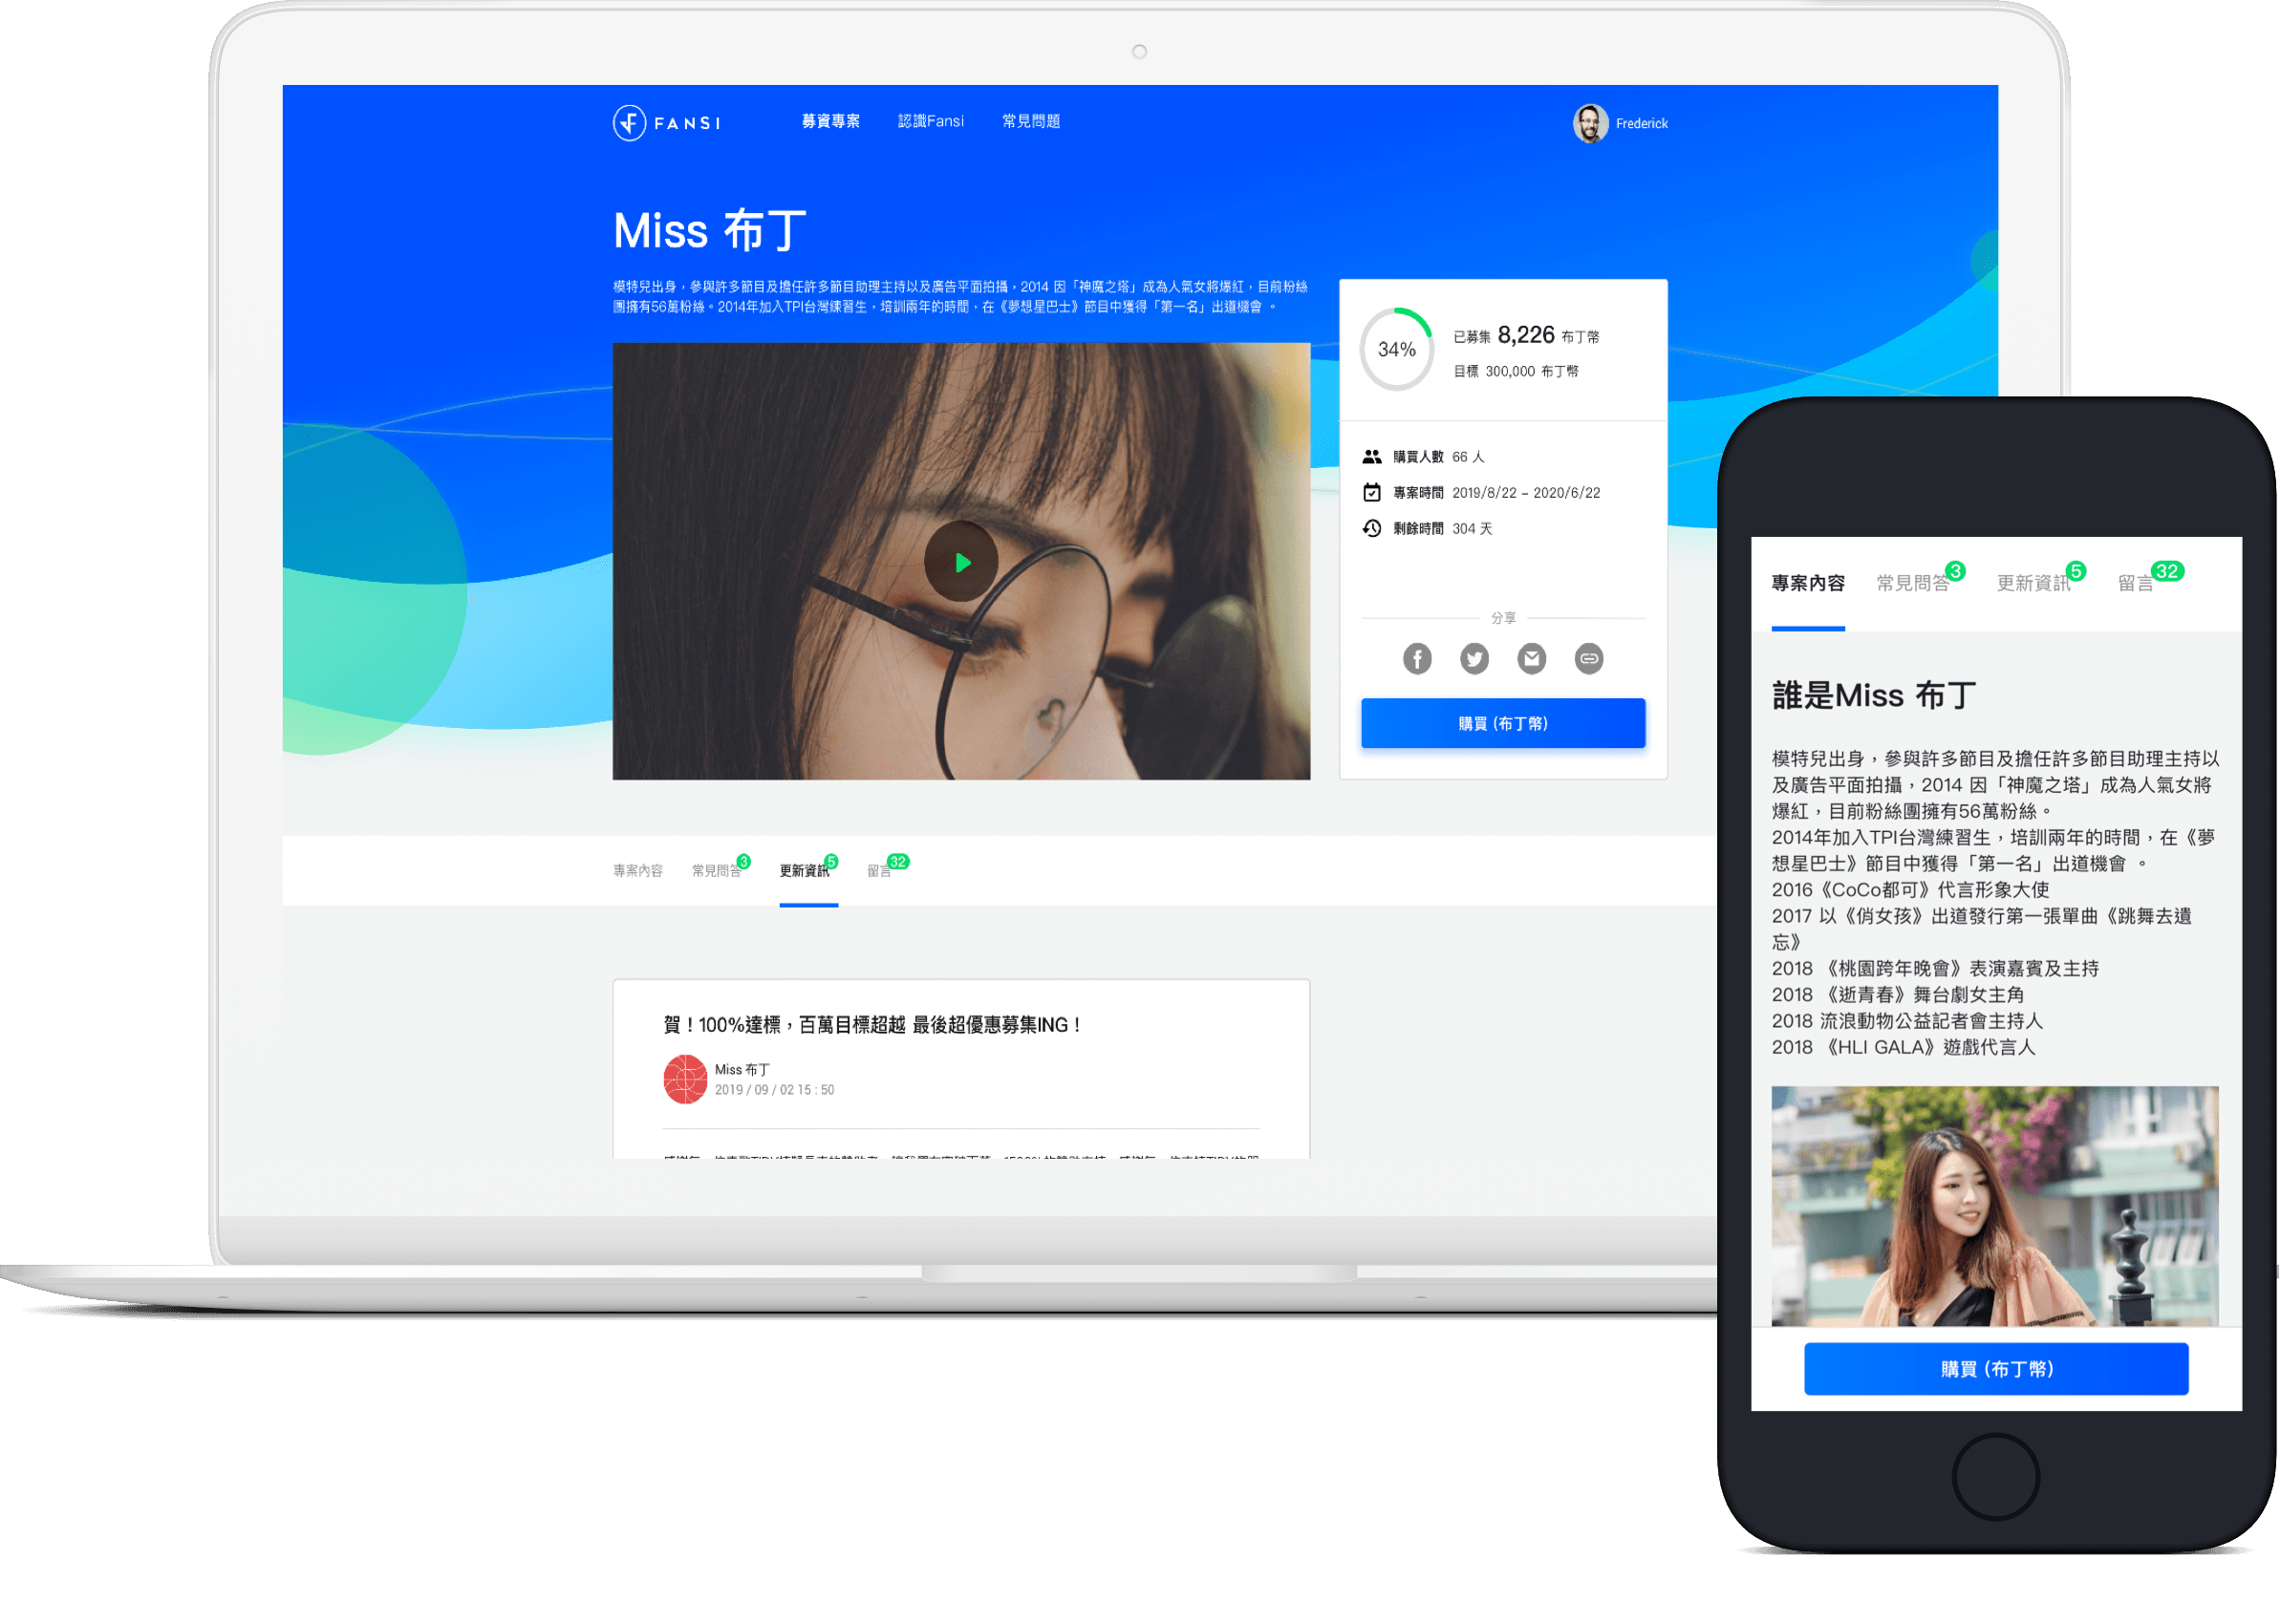 FANSI
募資專案 認識Fansi 常見問題
Frederick
Miss 布丁
模特兒出身，參與許多節目及擔任許多節目助理主持以及廣告平面拍攝，2014 因「神魔之塔」成為人氣女將爆紅，目前粉絲
團擁有56萬粉絲。2014年加入TPI台灣練習生，培訓兩年的時間，在《夢想星巴士》節目中獲得「第一名」出道機會 。
34%
已募集 8,226 布丁幣
目標 300,000 布丁幣
購買人數 66 人
專案時間 2019/8/22 – 2020/6/22
剩餘時間 304 天
分享
購買 (布丁幣)
專案內容 常見問答 3 更新資訊 5 留言 32
賀！100%達標，百萬目標超越 最後超優惠募集ING！
Miss 布丁
2019 / 09 / 02 15 : 50
專案內容 常見問答 3 更新資訊 5 留言 32
誰是Miss 布丁
模特兒出身，參與許多節目及擔任許多節目助理主持以
及廣告平面拍攝，2014 因「神魔之塔」成為人氣女將
爆紅，目前粉絲團擁有56萬粉絲。
2014年加入TPI台灣練習生，培訓兩年的時間，在《夢
想星巴士》節目中獲得「第一名」出道機會 。
2016《CoCo都可》代言形象大使
2017 以《俏女孩》出道發行第一張單曲《跳舞去遺
忘》
2018 《桃園跨年晚會》表演嘉賓及主持
2018 《逝青春》舞台劇女主角
2018 流浪動物公益記者會主持人
2018 《HLI GALA》遊戲代言人
購買 (布丁幣)